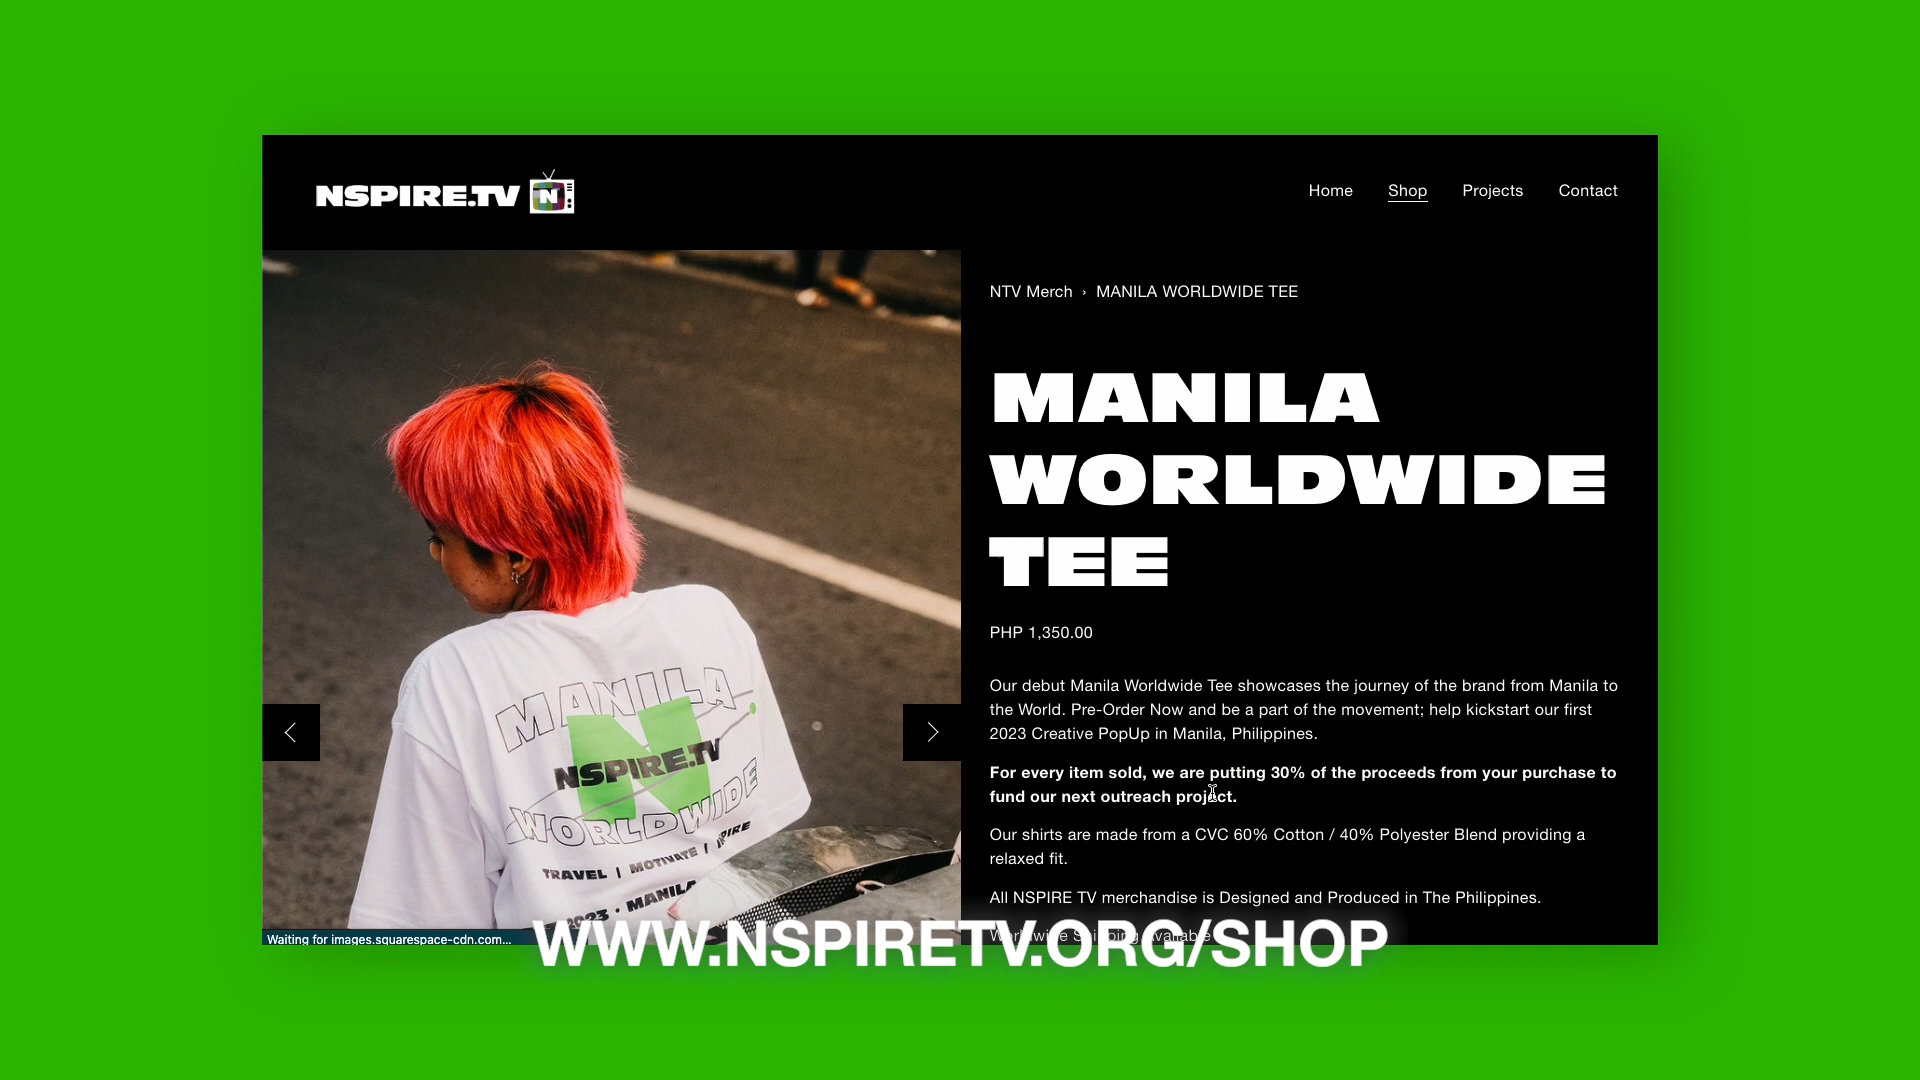 NSPIRE.TV N
Home Shop Projects Contact
NTV Merch › MANILA WORLDWIDE TEE
MANILA
WORLDWIDE
TEE
PHP 1,350.00
Our debut Manila Worldwide Tee showcases the journey of the brand from Manila to
the World. Pre-Order Now and be a part of the movement; help kickstart our first
2023 Creative PopUp in Manila, Philippines.
For every item sold, we are putting 30% of the proceeds from your purchase to
fund our next outreach project.
Our shirts are made from a CVC 60% Cotton / 40% Polyester Blend providing a
relaxed fit.
All NSPIRE TV merchandise is Designed and Produced in The Philippines.
Worldwide Shipping Available
MANILA
N
NSPIRE.TV
WORLDWIDE
TRAVEL | MOTIVATE |
2023 · MANILA
Waiting for images.squarespace-cdn.com...
WWW.NSPIRETV.ORG/SHOP